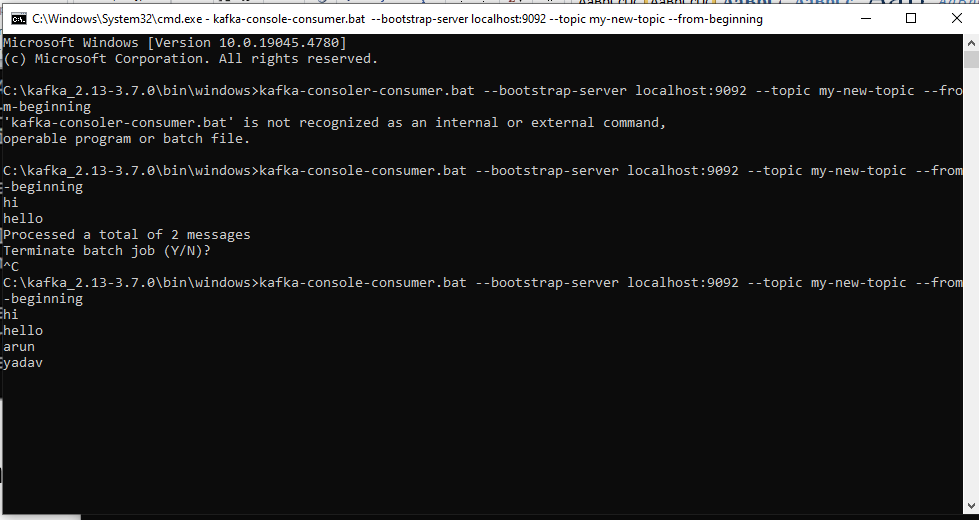 C:\Windows\System32\cmd.exe - kafka-console-consumer.bat  --bootstrap-server localhost:9092 --topic my-new-topic --from-beginning
Microsoft Windows [Version 10.0.19045.4780]
(c) Microsoft Corporation. All rights reserved.
C:\kafka_2.13-3.7.0\bin\windows>kafka-consoler-consumer.bat --bootstrap-server localhost:9092 --topic my-new-topic --fro
m-beginning
'kafka-consoler-consumer.bat' is not recognized as an internal or external command,
operable program or batch file.
C:\kafka_2.13-3.7.0\bin\windows>kafka-console-consumer.bat --bootstrap-server localhost:9092 --topic my-new-topic --from
-beginning
hi
hello
Processed a total of 2 messages
Terminate batch job (Y/N)?
^C
C:\kafka_2.13-3.7.0\bin\windows>kafka-console-consumer.bat --bootstrap-server localhost:9092 --topic my-new-topic --from
-beginning
hi
hello
arun
yadav